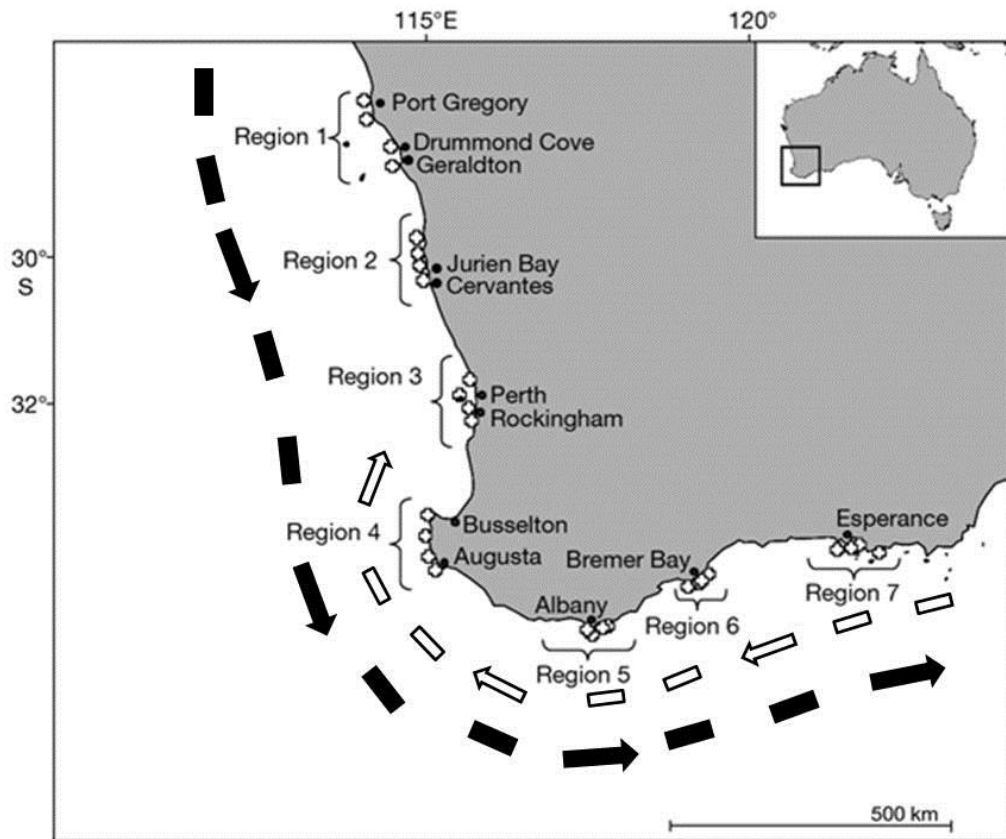 115°E
120°
Port Gregory
Region 1
Drummond Cove
Geraldton
30°
S
Region 2
Jurien Bay
Cervantes
Region 3
32°
Perth
Rockingham
Region 4
Busselton
Augusta
Esperance
Bremer Bay
Albany
Region 7
Region 6
Region 5
500 km